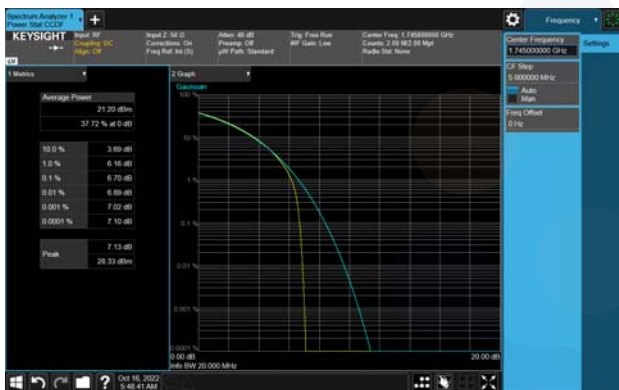 Spectrum Analyzer 1
Power Stat CCDF
+
Frequency
KEYSIGHT
Input: RF
Coupling: DC
Align: Off
Input Z: 50 Ω
Corrections: On
Freq Ref: Int (S)
Atten: 40 dB
Preamp: Off
µW Path: Standard
Trig: Free Run
#IF Gain: Low
Center Freq: 1.745000000 GHz
Counts: 2.00 M/2.00 Mpt
Radio Std: None
Center Frequency
1.745000000 GHz
Settings
CF Step
5.000000 MHz
Auto
Man
Freq Offset
0 Hz
1 Metrics
Average Power
21.20 dBm
37.72 % at 0 dB
10.0 % 3.69 dB
1.0 % 6.16 dB
0.1 % 6.70 dB
0.01 % 6.89 dB
0.001 % 7.02 dB
0.0001 % 7.10 dB
Peak 7.13 dB
28.33 dBm
2 Graph
Gaussian
100 %
10 %
1 %
0.1 %
0.01 %
0.001 %
0.0001 %
0.00 dB 20.00 dB
Info BW 20.000 MHz
Oct 16, 2022
5:48:41 AM